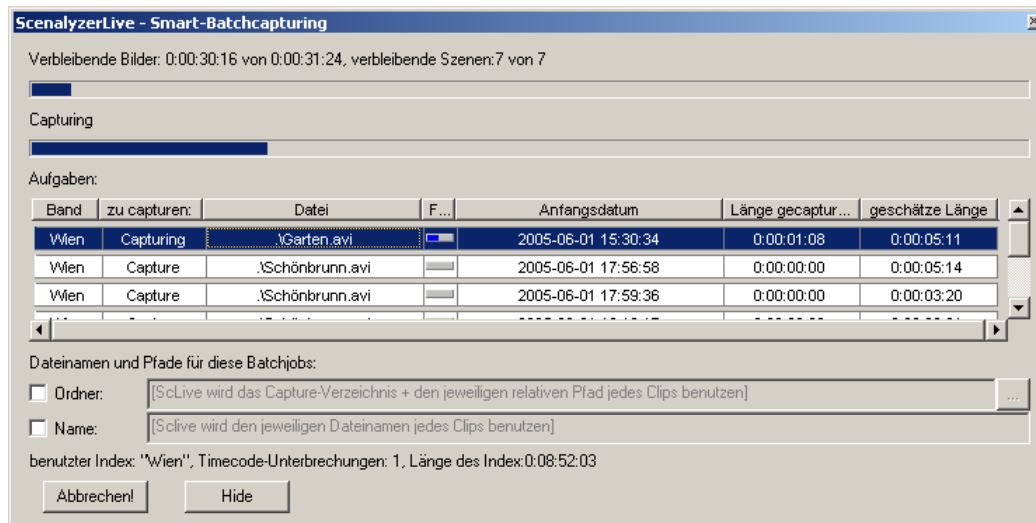 ScenalyzerLive - Smart-Batchcapturing
Verbleibende Bilder: 0:00:30:16 von 0:00:31:24, verbleibende Szenen:7 von 7
Capturing
Aufgaben:
Band zu capturen: Datei F... Anfangsdatum Länge gecaptur... geschätze Länge
Wien Capturing .\Garten.avi 2005-06-01 15:30:34 0:00:01:08 0:00:05:11
Wien Capture .\Schönbrunn.avi 2005-06-01 17:56:58 0:00:00:00 0:00:05:14
Wien Capture .\Schönbrunn.avi 2005-06-01 17:59:36 0:00:00:00 0:00:03:20
Dateinamen und Pfade für diese Batchjobs:
Ordner: [ScLive wird das Capture-Verzeichnis + den jeweiligen relativen Pfad jedes Clips benutzen] ...
Name: [Sclive wird den jeweiligen Dateinamen jedes Clips benutzen]
benutzter Index: "Wien", Timecode-Unterbrechungen: 1, Länge des Index:0:08:52:03
Abbrechen! Hide